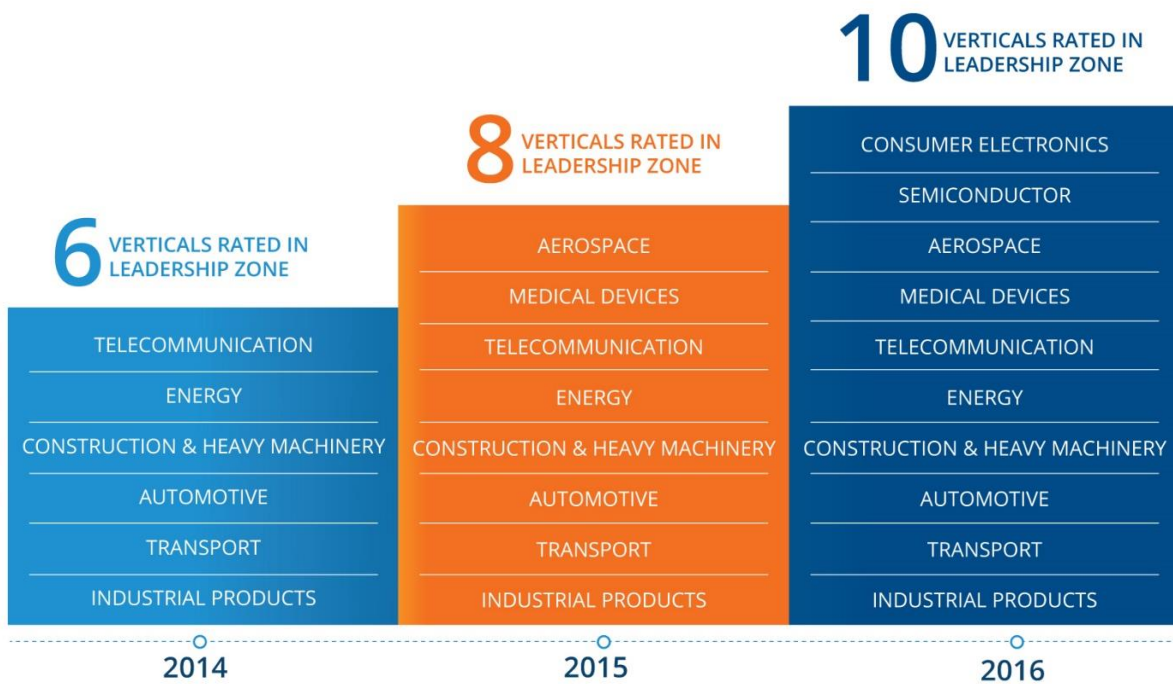 6 VERTICALS RATED IN
LEADERSHIP ZONE
TELECOMMUNICATION
ENERGY
CONSTRUCTION & HEAVY MACHINERY
AUTOMOTIVE
TRANSPORT
INDUSTRIAL PRODUCTS
2014
8 VERTICALS RATED IN
LEADERSHIP ZONE
AEROSPACE
MEDICAL DEVICES
TELECOMMUNICATION
ENERGY
CONSTRUCTION & HEAVY MACHINERY
AUTOMOTIVE
TRANSPORT
INDUSTRIAL PRODUCTS
2015
10 VERTICALS RATED IN
LEADERSHIP ZONE
CONSUMER ELECTRONICS
SEMICONDUCTOR
AEROSPACE
MEDICAL DEVICES
TELECOMMUNICATION
ENERGY
CONSTRUCTION & HEAVY MACHINERY
AUTOMOTIVE
TRANSPORT
INDUSTRIAL PRODUCTS
2016